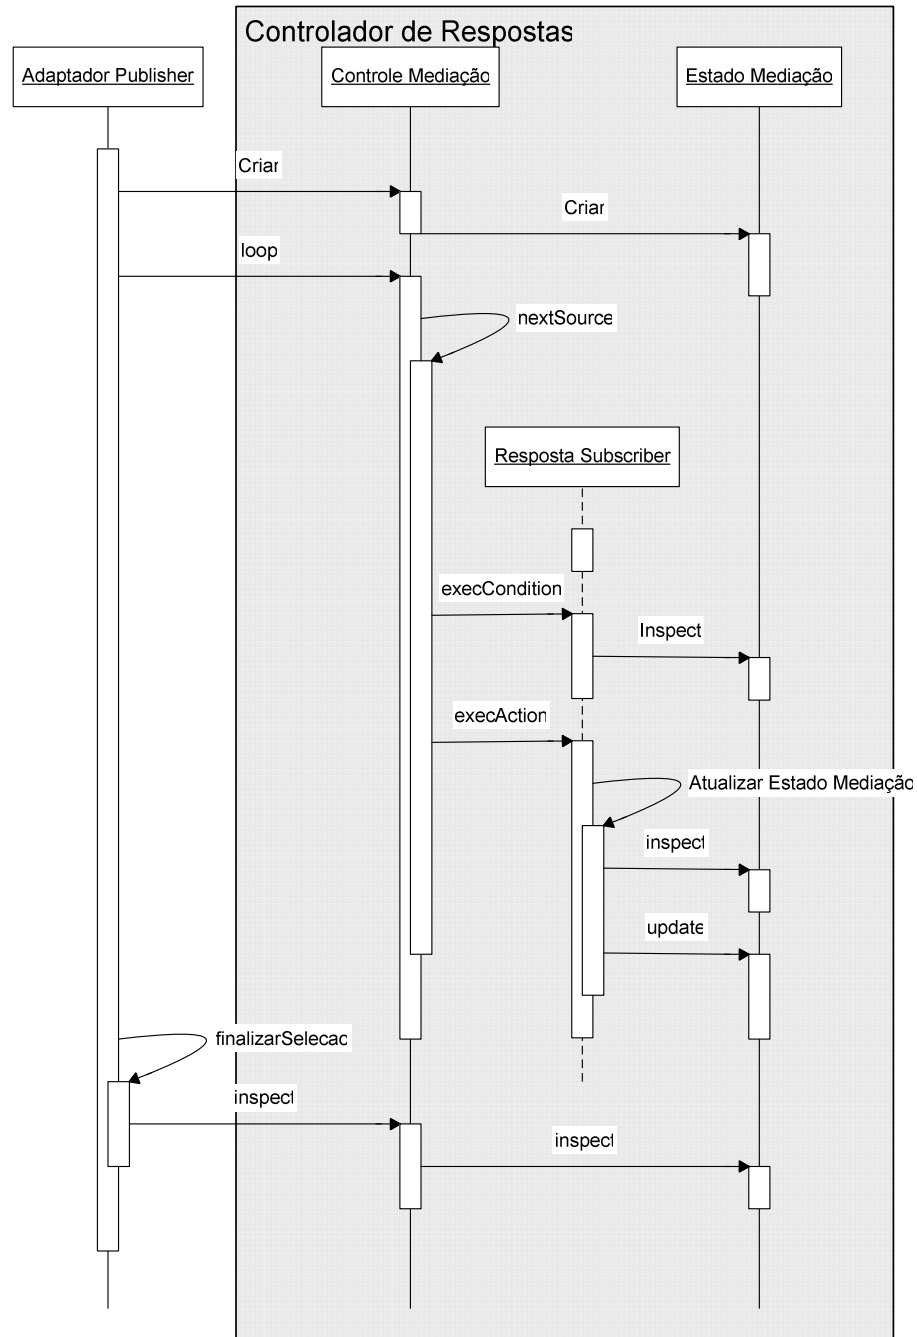 Controlador de Respostas
Adaptador Publisher
Controle Mediação
Estado Mediação
Criar
Criar
loop
nextSource
Resposta Subscriber
execCondition
Inspect
execAction
Atualizar Estado Mediação
inspect
update
finalizarSelecao
inspect
inspect